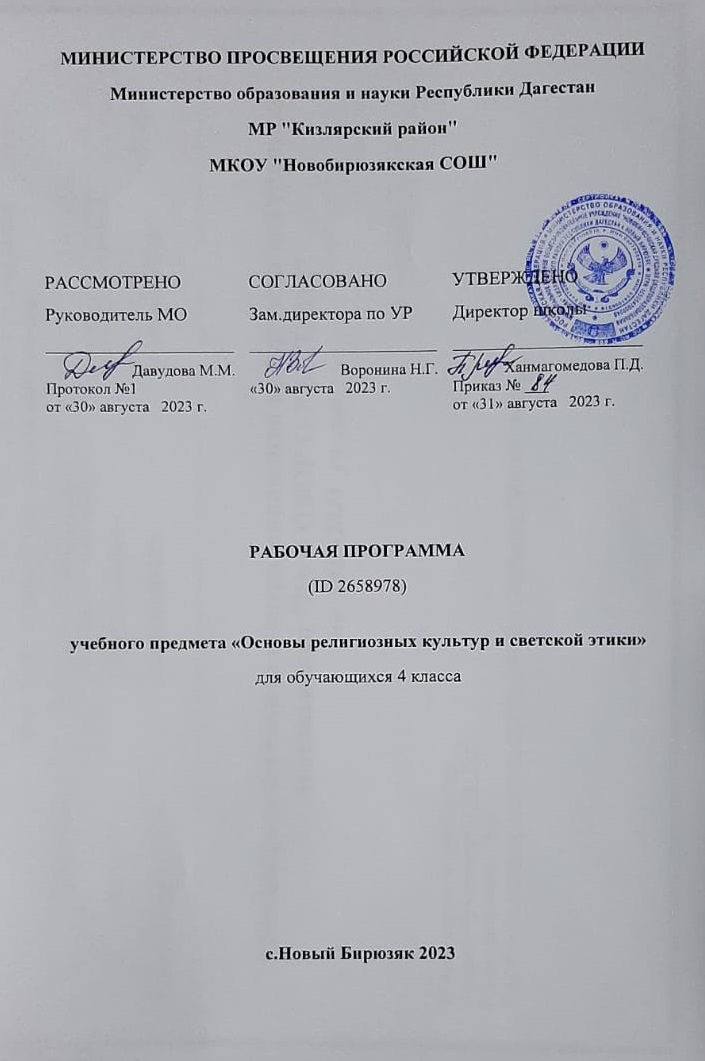 МИНИСТЕРСТВО ПРОСВЕЩЕНИЯ РОССИЙСКОЙ ФЕДЕРАЦИИ
Министерство образования и науки Республики Дагестан
МР "Кизлярский район"
МКОУ "Новобирюзякская СОШ"
РАССМОТРЕНО
Руководитель МО
Давудова М.М.
Протокол №1
от «30» августа 2023 г.
СОГЛАСОВАНО
Зам.директора по УР
Воронина Н.Г.
«30» августа 2023 г.
УТВЕРЖДЕНО
Директор школы
Ханмагомедова П.Д.
Приказ № 84
от «31» августа 2023 г.
РАБОЧАЯ ПРОГРАММА
(ID 2658978)
учебного предмета «Основы религиозных культур и светской этики»
для обучающихся 4 класса
с.Новый Бирюзяк 2023